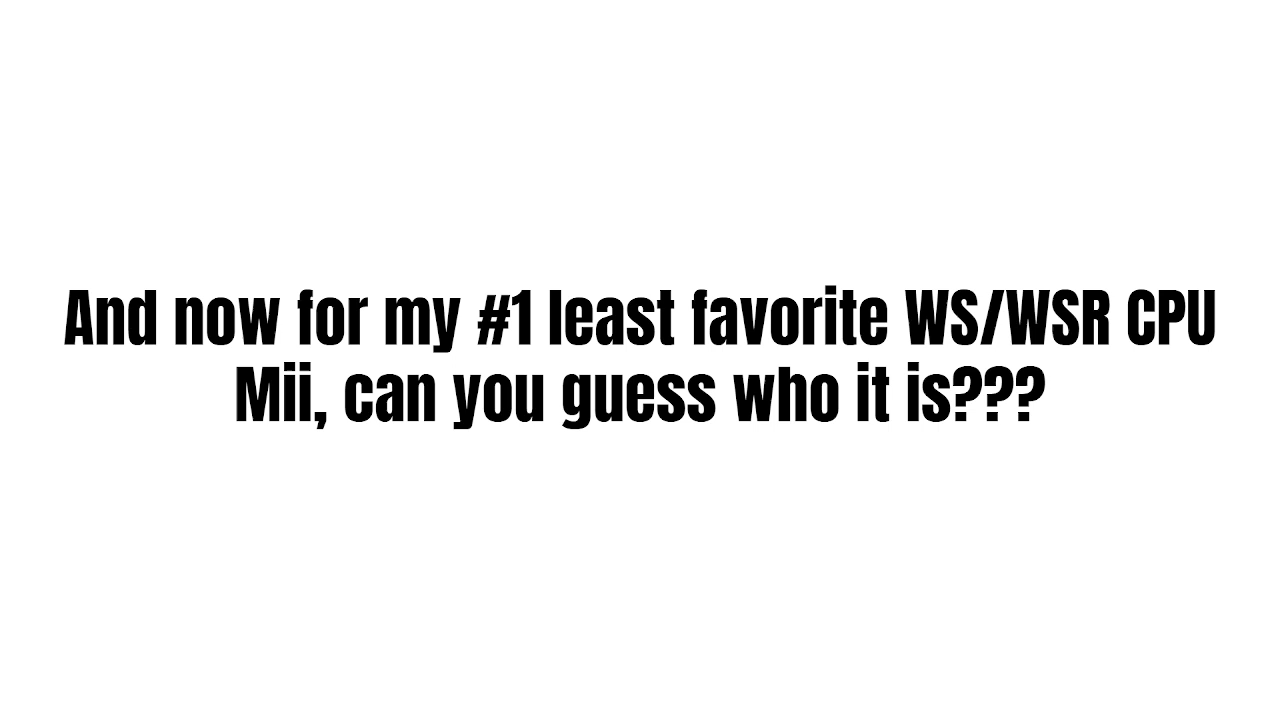 And now for my #1 least favorite WS/WSR CPU
Mii, can you guess who it is???